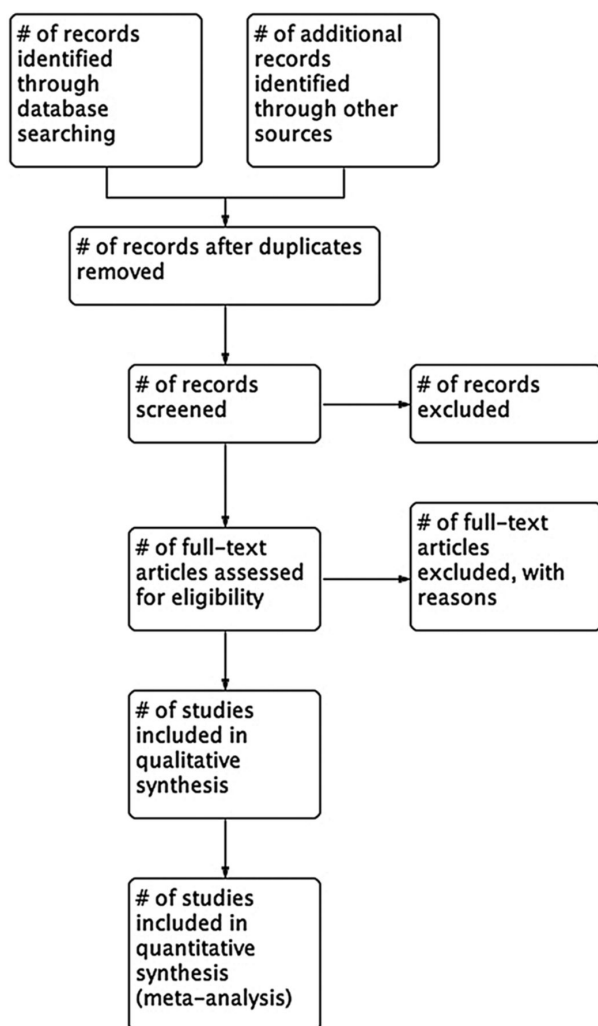 # of records
identified
through
database
searching
# of additional
records
identified
through other
sources
# of records after duplicates
removed
# of records
screened
# of records
excluded
# of full-text
articles assessed
for eligibility
# of full-text
articles
excluded, with
reasons
# of studies
included in
qualitative
synthesis
# of studies
included in
quantitative
synthesis
(meta-analysis)